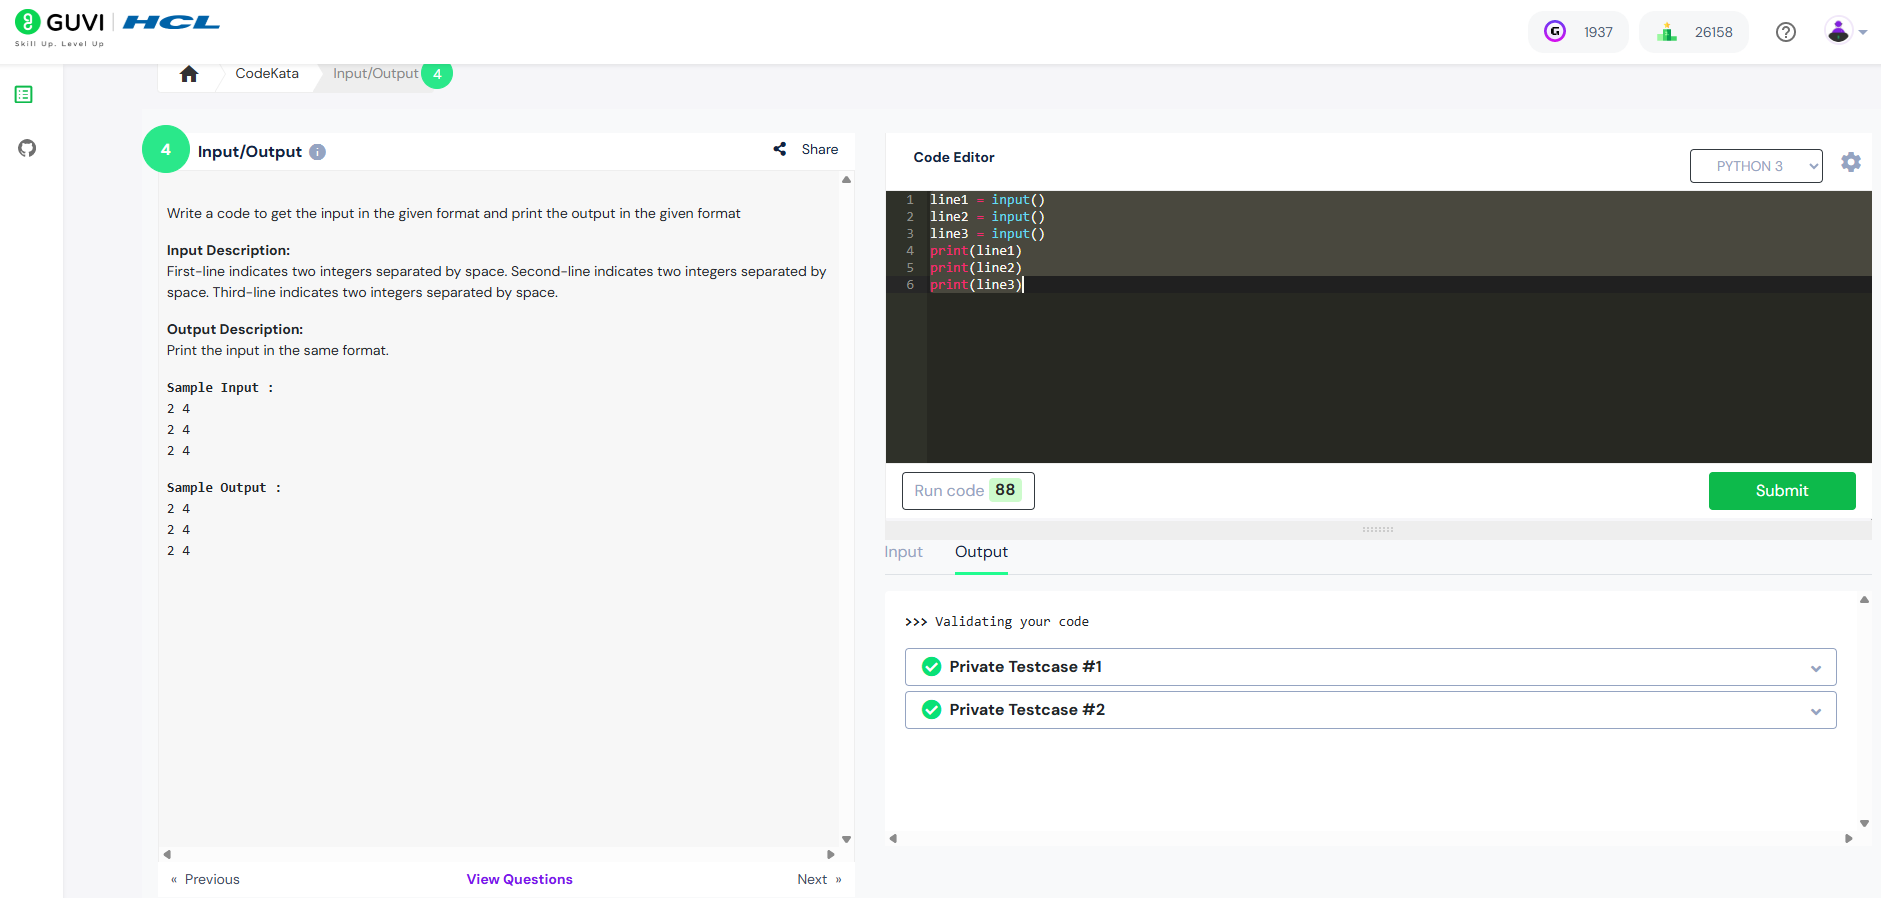 GUVI HCL
Skill Up. Level Up
G 1937
26158
CodeKata
Input/Output 4
4 Input/Output
Share
Write a code to get the input in the given format and print the output in the given format
Input Description:
First-line indicates two integers separated by space. Second-line indicates two integers separated by
space. Third-line indicates two integers separated by space.
Output Description:
Print the input in the same format.
Sample Input :
2 4
2 4
2 4
Sample Output :
2 4
2 4
2 4
« Previous
View Questions
Next »
Code Editor
PYTHON 3
1 line1 = input()
2 line2 = input()
3 line3 = input()
4 print(line1)
5 print(line2)
6 print(line3)
Run code 88
Submit
Input
Output
>>> Validating your code
Private Testcase #1
Private Testcase #2